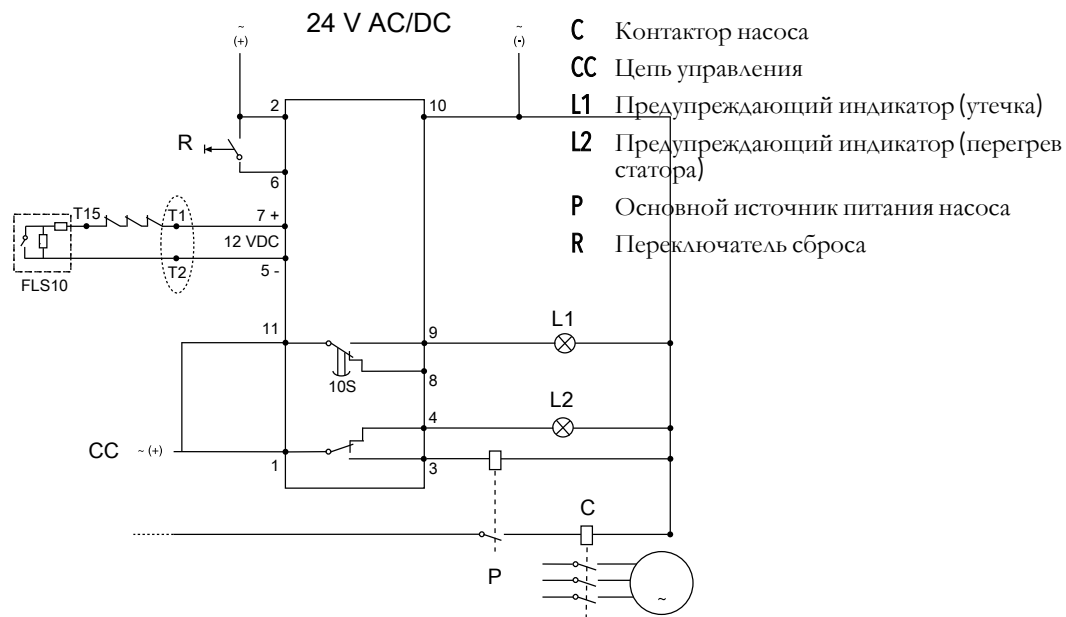 24 V AC/DC
~
(+)
~
(-)
2
10
R
6
T15
T1
7 +
12 VDC
T2
5 -
FLS10
11
9
L1
10S
8
4
L2
CC
~ (+)
1
3
C
P
~
C Контактор насоса
CC Цепь управления
L1 Предупреждающий индикатор (утечка)
L2 Предупреждающий индикатор (перегрев
статора)
P Основной источник питания насоса
R Переключатель сброса